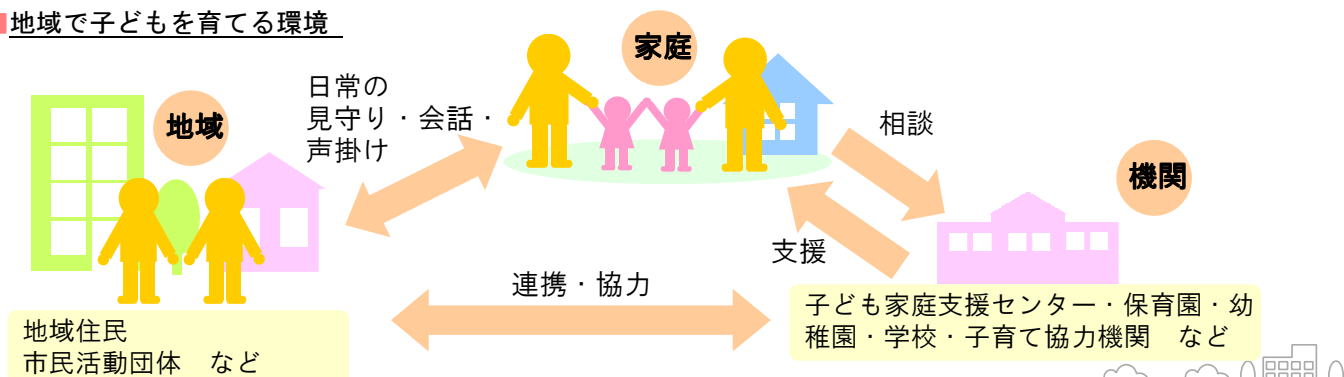 地域で子どもを育てる環境
家庭
地域
日常の
見守り・会話・
声掛け
相談
機関
支援
連携・協力
地域住民
市民活動団体　など
子ども家庭支援センター・保育園・幼
稚園・学校・子育て協力機関　など